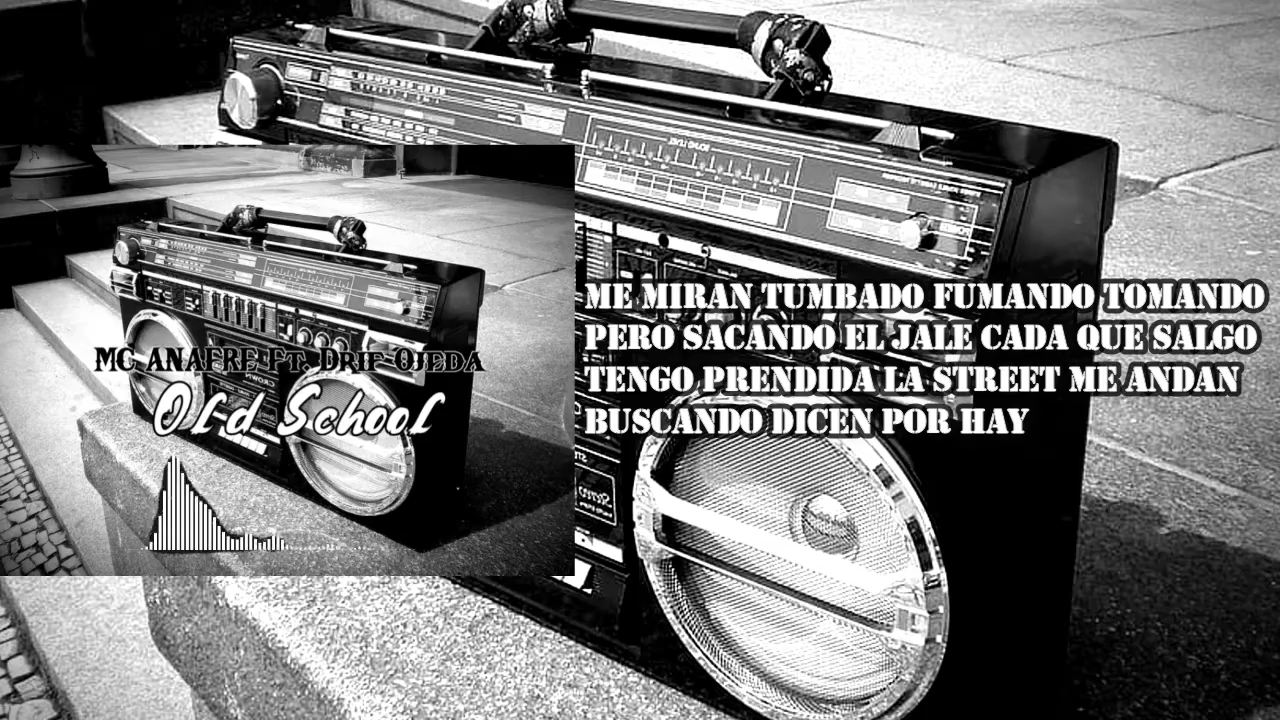 MC ANAFRE Ft. Drip Ojeda
Old School
ME MIRAN TUMBADO FUMANDO TOMANDO
PERO SACANDO EL JALE CADA QUE SALGO
TENGO PRENDIDA LA STREET ME ANDAN
BUSCANDO DICEN POR HAY